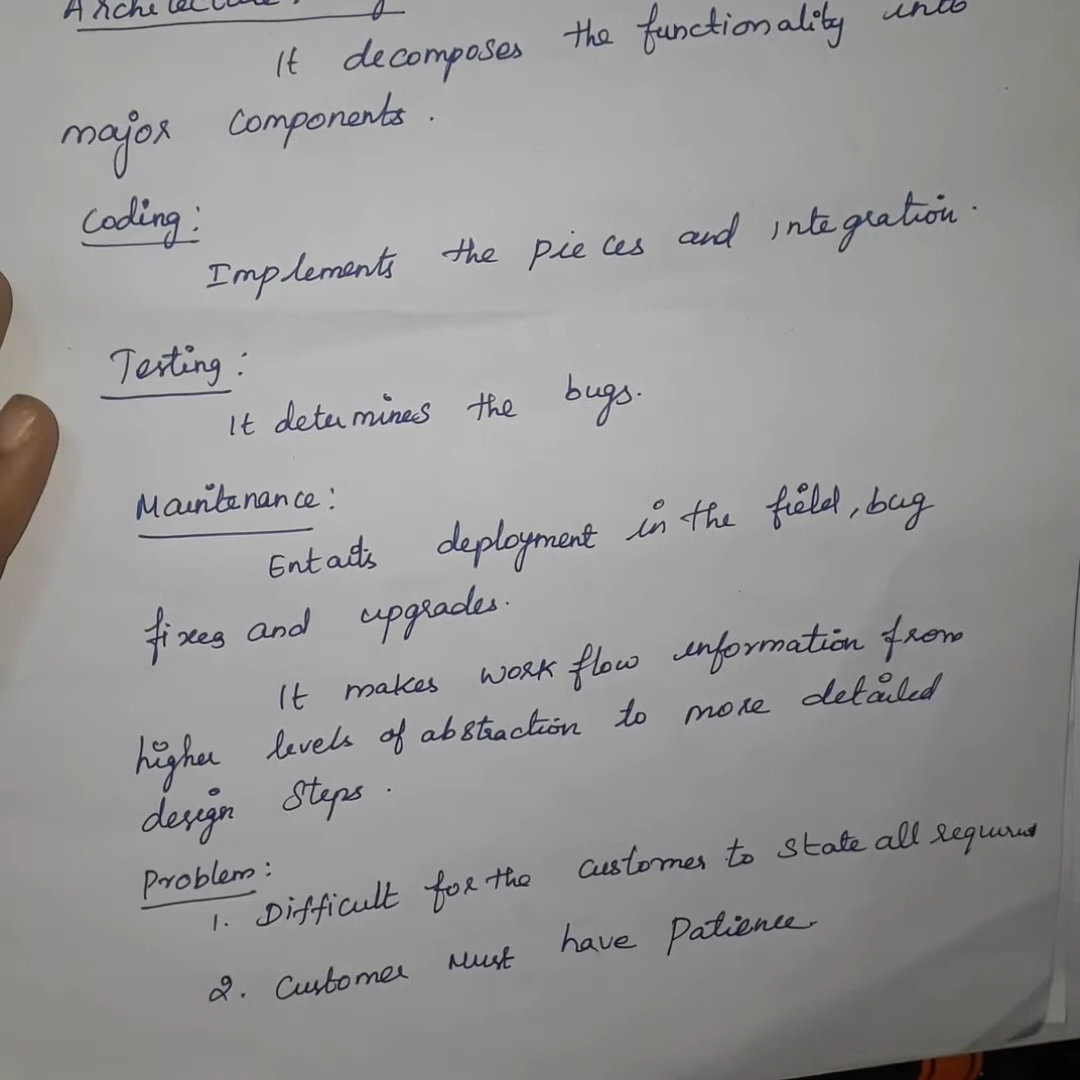 Architecture
It decomposes the functionality into
major components.
Coding:
Implements the pieces and integration.
Testing:
It determines the bugs.
Maintenance:
Entails deployment in the field, bug
fixes and upgrades.
It makes work flow information from
higher levels of abstraction to more detailed
design steps.
Problem:
1. Difficult for the customer to state all
2. Customer must have patience.